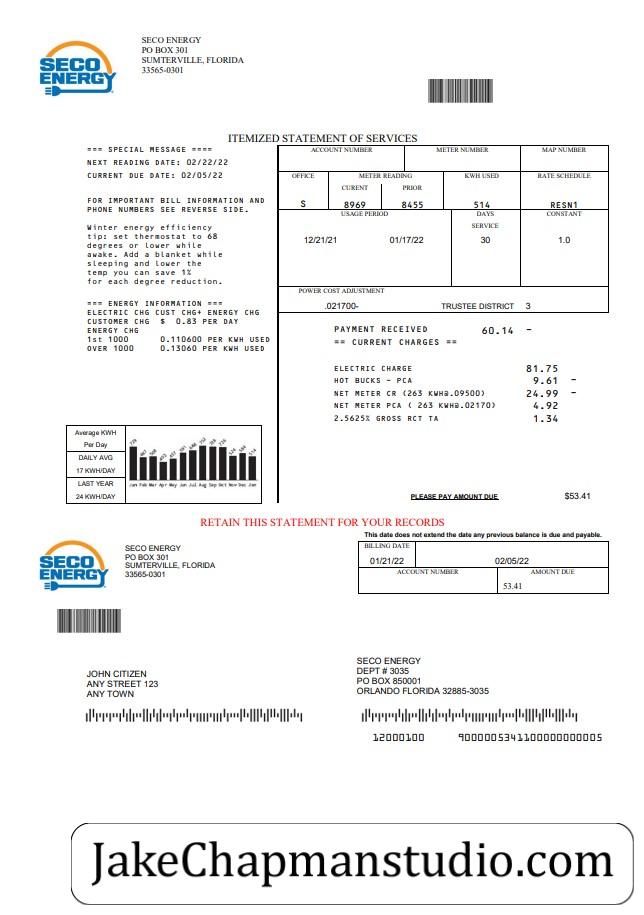 SECO
ENERGY
SECO ENERGY
PO BOX 301
SUMTERVILLE, FLORIDA
33565-0301
ITEMIZED STATEMENT OF SERVICES
=== SPECIAL MESSAGE ====
NEXT READING DATE: 02/22/22
CURRENT DUE DATE: 02/05/22
FOR IMPORTANT BILL INFORMATION AND
PHONE NUMBERS SEE REVERSE SIDE.
Winter energy efficiency
tip: set thermostat to 68
degrees or lower while
awake. Add a blanket while
sleeping and lower the
temp you can save 1%
for each degree reduction.
=== ENERGY INFORMATION ===
ELECTRIC CHG CUST CHG+ ENERGY CHG
CUSTOMER CHG $ 0.83 PER DAY
ENERGY CHG
1st 1000 0.110600 PER KWH USED
OVER 1000 0.13060 PER KWH USED
ACCOUNT NUMBER METER NUMBER MAP NUMBER
OFFICE METER READING KWH USED RATE SCHEDULE
CURENT PRIOR
S 8969 8455 514 RESN1
USAGE PERIOD DAYS CONSTANT
SERVICE
12/21/21 01/17/22 30 1.0
POWER COST ADJUSTMENT
.021700- TRUSTEE DISTRICT 3
PAYMENT RECEIVED 60.14 -
== CURRENT CHARGES ==
ELECTRIC CHARGE 81.75
HOT BUCKS - PCA 9.61 -
NET METER CR (263 KWH@.09500) 24.99 -
NET METER PCA ( 263 KWH@.02170) 4.92
2.5625% GROSS RCT TA 1.34
Average KWH
Per Day
DAILY AVG
17 KWH/DAY
LAST YEAR
24 KWH/DAY
Jan Feb Mar Apr May Jun Jul Aug Sep Oct Nov Dec Jan
PLEASE PAY AMOUNT DUE $53.41
RETAIN THIS STATEMENT FOR YOUR RECORDS
This date does not extend the date any previous balance is due and payable.
SECO
ENERGY
SECO ENERGY
PO BOX 301
SUMTERVILLE, FLORIDA
33565-0301
BILLING DATE
01/21/22 02/05/22
ACCOUNT NUMBER AMOUNT DUE
53.41
JOHN CITIZEN
ANY STREET 123
ANY TOWN
SECO ENERGY
DEPT # 3035
PO BOX 850001
ORLANDO FLORIDA 32885-3035
12000100 9000005341100000000005
JakeChapmanstudio.com